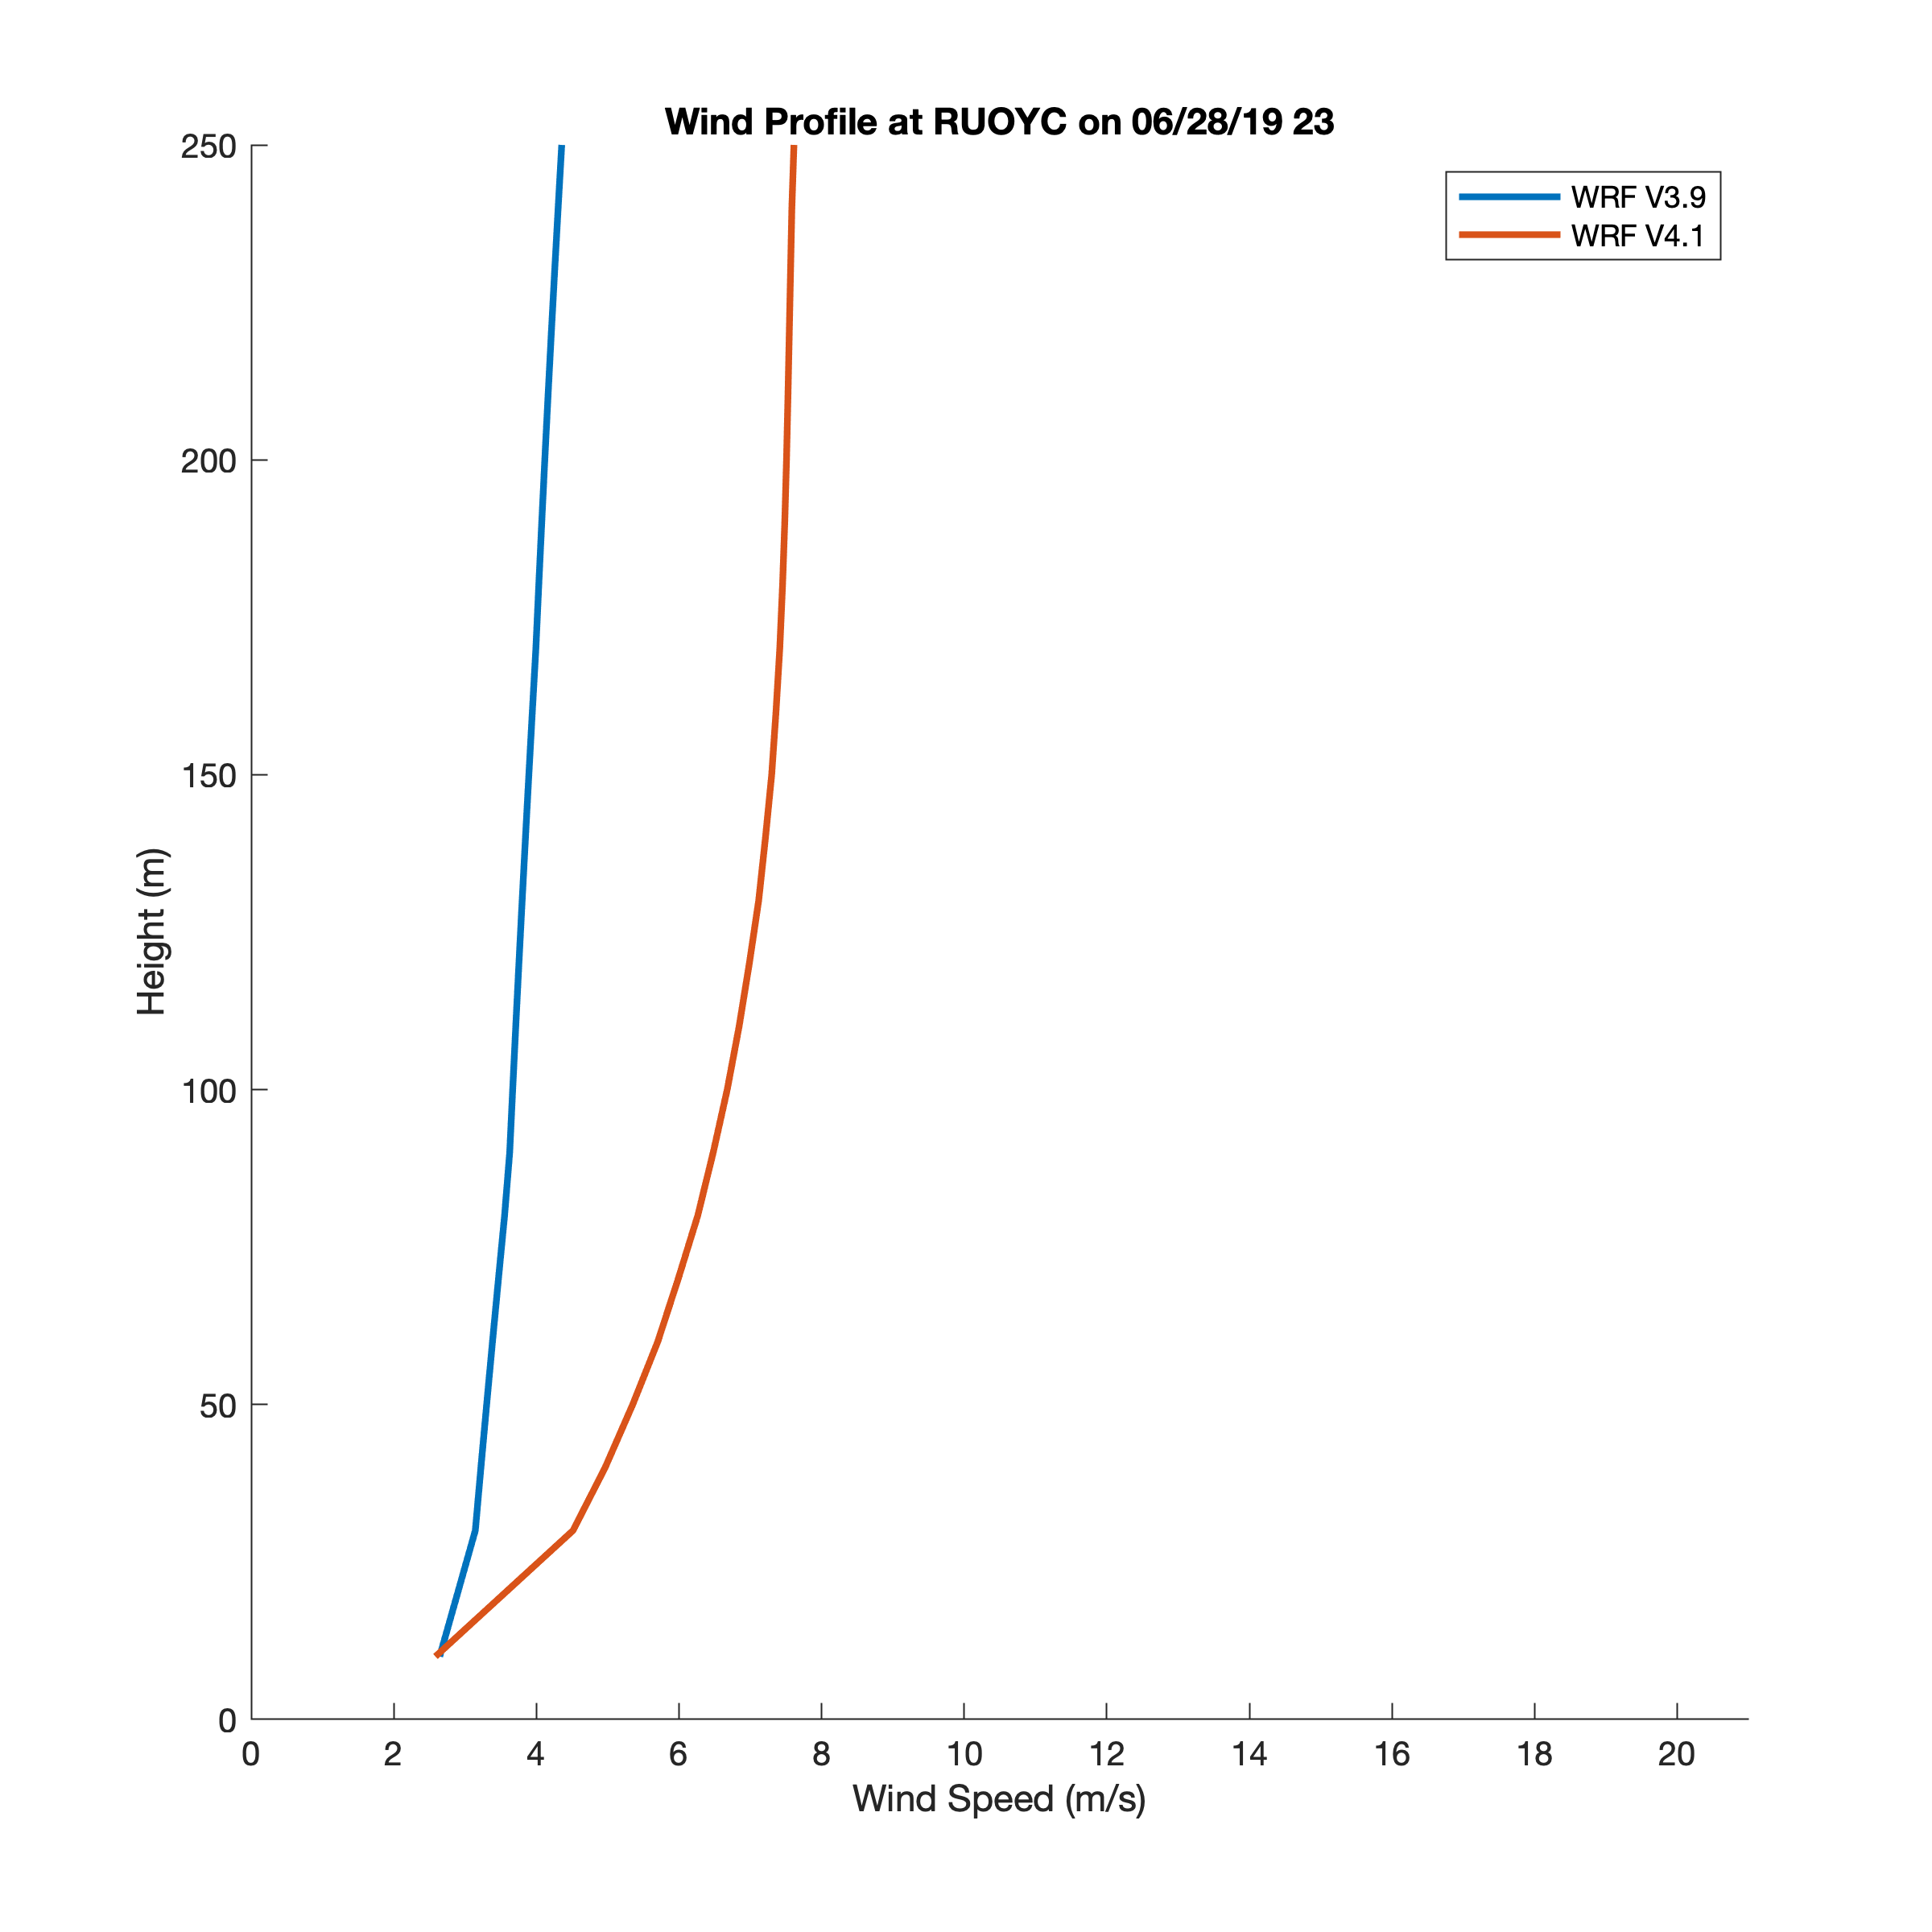 Wind Profile at RUOYC on 06/28/19 23
WRF V3.9
WRF V4.1
250
200
150
100
50
0
Height (m)
0 2 4 6 8 10 12 14 16 18 20
Wind Speed (m/s)